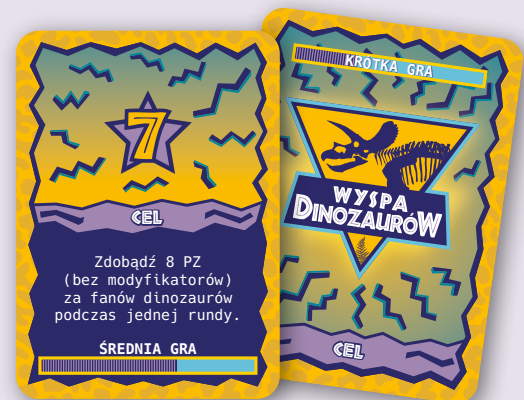 7
CEL
Zdobądź 8 PZ
(bez modyfikatorów)
za fanów dinozaurów
podczas jednej rundy.
ŚREDNIA GRA
KRÓTKA GRA
WYSPA
DINOZAURÓW
CEL